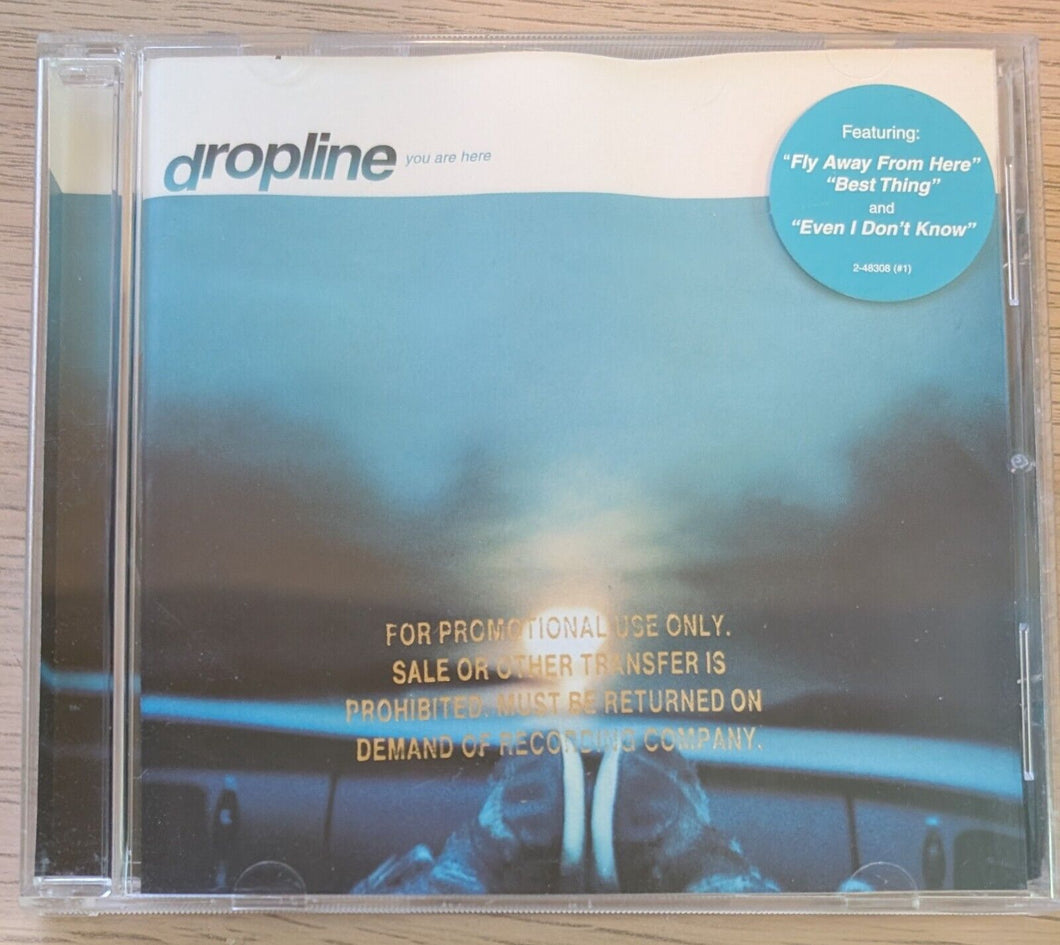 dropline you are here
Featuring:
"Fly Away From Here"
"Best Thing"
and
"Even I Don't Know"
2-48308 (#1)
FOR PROMOTIONAL USE ONLY.
SALE OR OTHER TRANSFER IS
PROHIBITED. MUST BE RETURNED ON
DEMAND OF RECORDING COMPANY.